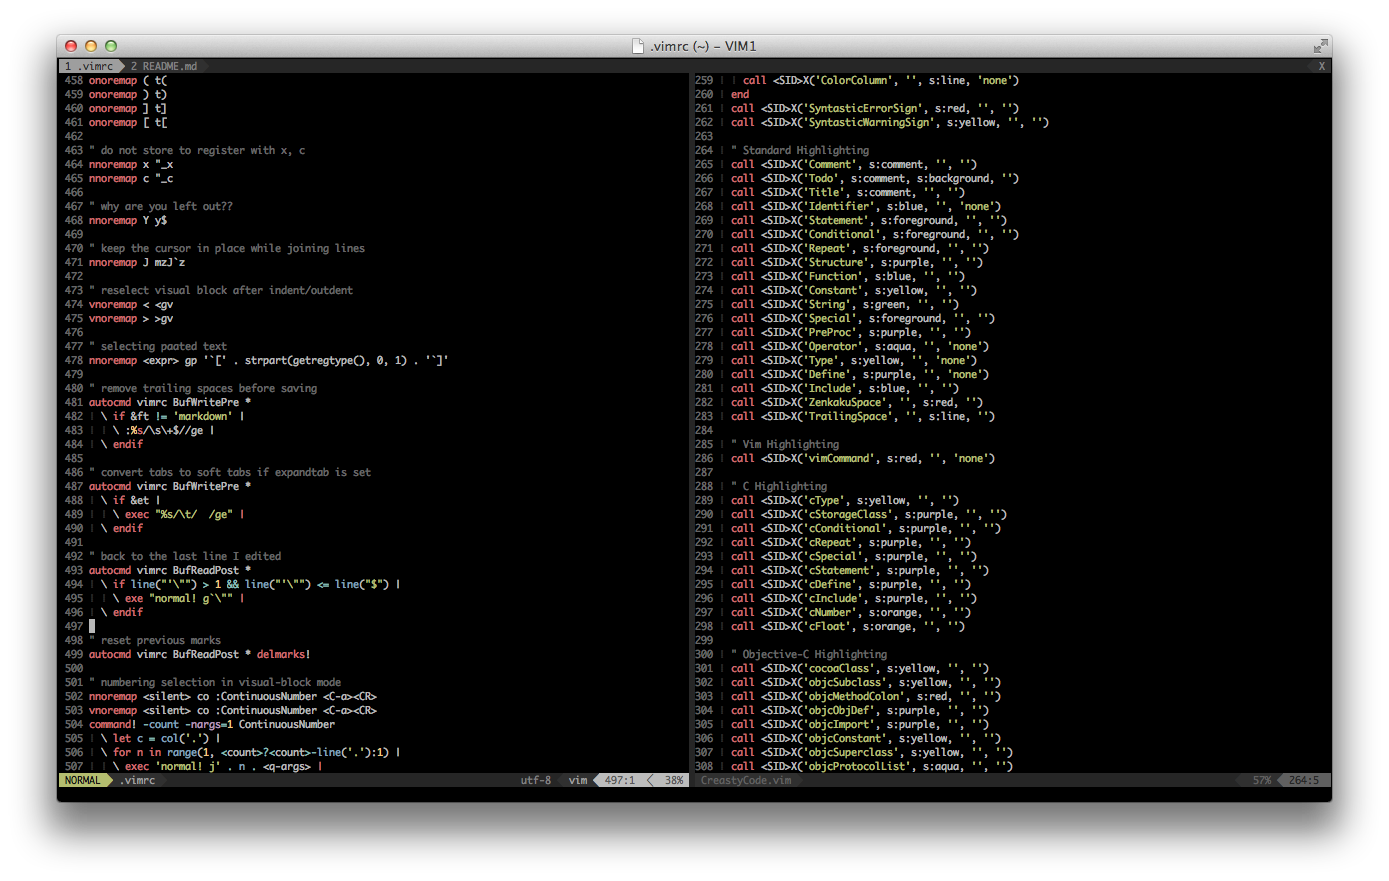 .vimrc (~) – VIM1
1 .vimrc 2 README.md X
458 onoremap ( t(
459 onoremap ) t)
460 onoremap ] t]
461 onoremap [ t[
462
463 " do not store to register with x, c
464 nnoremap x "_x
465 nnoremap c "_c
466
467 " why are you left out??
468 nnoremap Y y$
469
470 " keep the cursor in place while joining lines
471 nnoremap J mzJ`z
472
473 " reselect visual block after indent/outdent
474 vnoremap < <gv
475 vnoremap > >gv
476
477 " selecting paated text
478 nnoremap <expr> gp '`[' . strpart(getregtype(), 0, 1) . '`]'
479
480 " remove trailing spaces before saving
481 autocmd vimrc BufWritePre *
482 | \ if &ft != 'markdown' |
483 | | \ :%s/\s\+$//ge |
484 | \ endif
485
486 " convert tabs to soft tabs if expandtab is set
487 autocmd vimrc BufWritePre *
488 | \ if &et |
489 | | \ exec "%s/\t/  /ge" |
490 | \ endif
491
492 " back to the last line I edited
493 autocmd vimrc BufReadPost *
494 | \ if line("'\"") > 1 && line("'\"") <= line("$") |
495 | | \ exe "normal! g`\"" |
496 | \ endif
497
498 " reset previous marks
499 autocmd vimrc BufReadPost * delmarks!
500
501 " numbering selection in visual-block mode
502 nnoremap <silent> co :ContinuousNumber <C-a><CR>
503 vnoremap <silent> co :ContinuousNumber <C-a><CR>
504 command! -count -nargs=1 ContinuousNumber
505 | \ let c = col('.') |
506 | \ for n in range(1, <count>?<count>-line('.'):1) |
507 | | \ exec 'normal! j' . n . <q-args> |
NORMAL .vimrc utf-8 vim 497:1 38%
259 | | call <SID>X('ColorColumn', '', s:line, 'none')
260 | end
261 | call <SID>X('SyntasticErrorSign', s:red, '', '')
262 | call <SID>X('SyntasticWarningSign', s:yellow, '', '')
263
264 | " Standard Highlighting
265 | call <SID>X('Comment', s:comment, '', '')
266 | call <SID>X('Todo', s:comment, s:background, '')
267 | call <SID>X('Title', s:comment, '', '')
268 | call <SID>X('Identifier', s:blue, '', 'none')
269 | call <SID>X('Statement', s:foreground, '', '')
270 | call <SID>X('Conditional', s:foreground, '', '')
271 | call <SID>X('Repeat', s:foreground, '', '')
272 | call <SID>X('Structure', s:purple, '', '')
273 | call <SID>X('Function', s:blue, '', '')
274 | call <SID>X('Constant', s:yellow, '', '')
275 | call <SID>X('String', s:green, '', '')
276 | call <SID>X('Special', s:foreground, '', '')
277 | call <SID>X('PreProc', s:purple, '', '')
278 | call <SID>X('Operator', s:aqua, '', 'none')
279 | call <SID>X('Type', s:yellow, '', 'none')
280 | call <SID>X('Define', s:purple, '', 'none')
281 | call <SID>X('Include', s:blue, '', '')
282 | call <SID>X('ZenkakuSpace', '', s:red, '')
283 | call <SID>X('TrailingSpace', '', s:line, '')
284
285 | " Vim Highlighting
286 | call <SID>X('vimCommand', s:red, '', 'none')
287
288 | " C Highlighting
289 | call <SID>X('cType', s:yellow, '', '')
290 | call <SID>X('cStorageClass', s:purple, '', '')
291 | call <SID>X('cConditional', s:purple, '', '')
292 | call <SID>X('cRepeat', s:purple, '', '')
293 | call <SID>X('cSpecial', s:purple, '', '')
294 | call <SID>X('cStatement', s:purple, '', '')
295 | call <SID>X('cDefine', s:purple, '', '')
296 | call <SID>X('cInclude', s:purple, '', '')
297 | call <SID>X('cNumber', s:orange, '', '')
298 | call <SID>X('cFloat', s:orange, '', '')
299
300 | " Objective-C Highlighting
301 | call <SID>X('cocoaClass', s:yellow, '', '')
302 | call <SID>X('objcSubclass', s:yellow, '', '')
303 | call <SID>X('objcMethodColon', s:red, '', '')
304 | call <SID>X('objcObjDef', s:purple, '', '')
305 | call <SID>X('objcImport', s:purple, '', '')
306 | call <SID>X('objcConstant', s:yellow, '', '')
307 | call <SID>X('objcSuperclass', s:yellow, '', '')
308 | call <SID>X('objcProtocolList', s:aqua, '', '')
CreastyCode.vim 57% 264:5